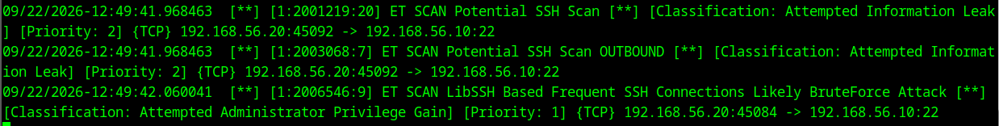 09/22/2026-12:49:41.968463  [**] [1:2001219:20] ET SCAN Potential SSH Scan [**] [Classification: Attempted Information Leak
] [Priority: 2] {TCP} 192.168.56.20:45092 -> 192.168.56.10:22
09/22/2026-12:49:41.968463  [**] [1:2003068:7] ET SCAN Potential SSH Scan OUTBOUND [**] [Classification: Attempted Informat
ion Leak] [Priority: 2] {TCP} 192.168.56.20:45092 -> 192.168.56.10:22
09/22/2026-12:49:42.060041  [**] [1:2006546:9] ET SCAN LibSSH Based Frequent SSH Connections Likely BruteForce Attack [**]
[Classification: Attempted Administrator Privilege Gain] [Priority: 1] {TCP} 192.168.56.20:45084 -> 192.168.56.10:22